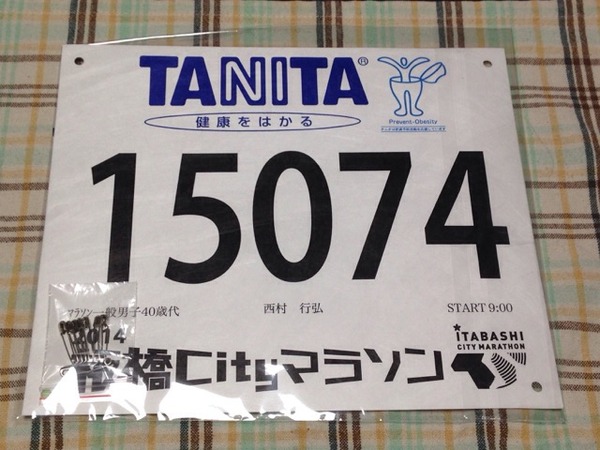 TANITA®
健康をはかる
Prevent-Obesity
15074
マラソン一般男子40歳代
西村 行弘
START 9:00
4
橋Cityマラソン
ITABASHI
CITY MARATHON